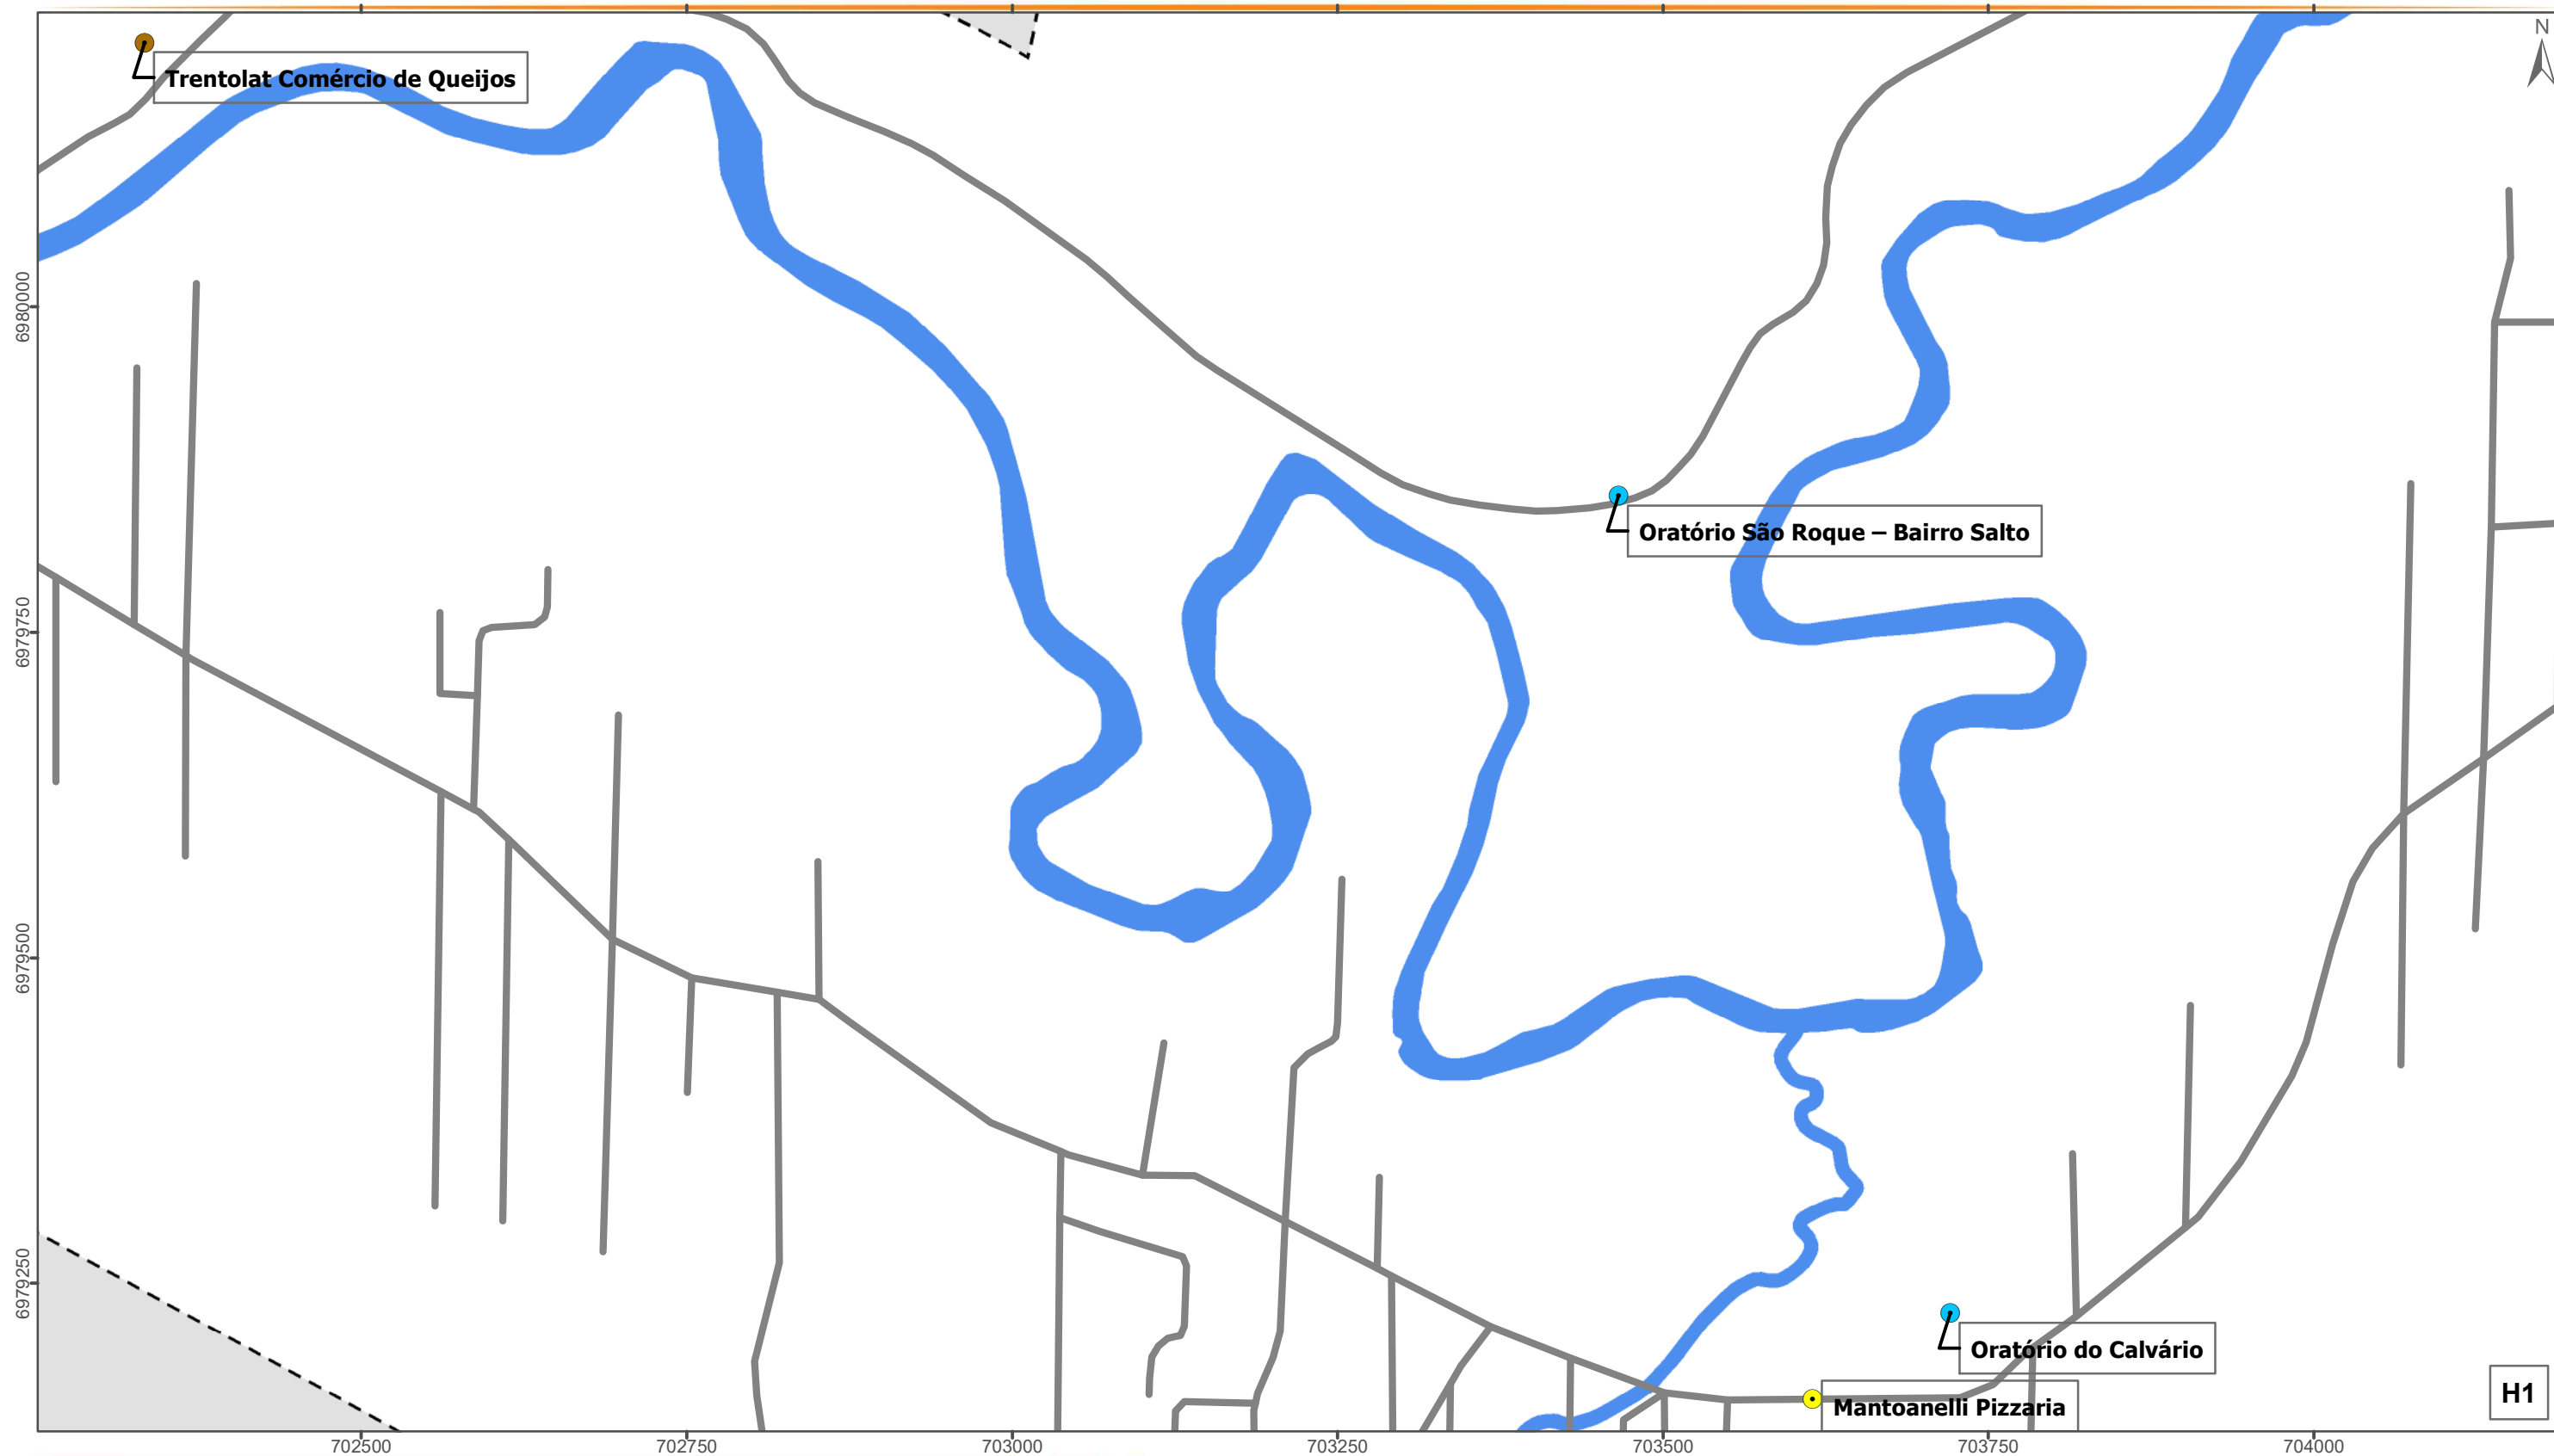 N
Trentolat Comércio de Queijos
6980000
Oratório São Roque – Bairro Salto
6979750
6979500
6979250
Oratório do Calvário
Mantoanelli Pizzaria
H1
702500
702750
703000
703250
703500
703750
704000